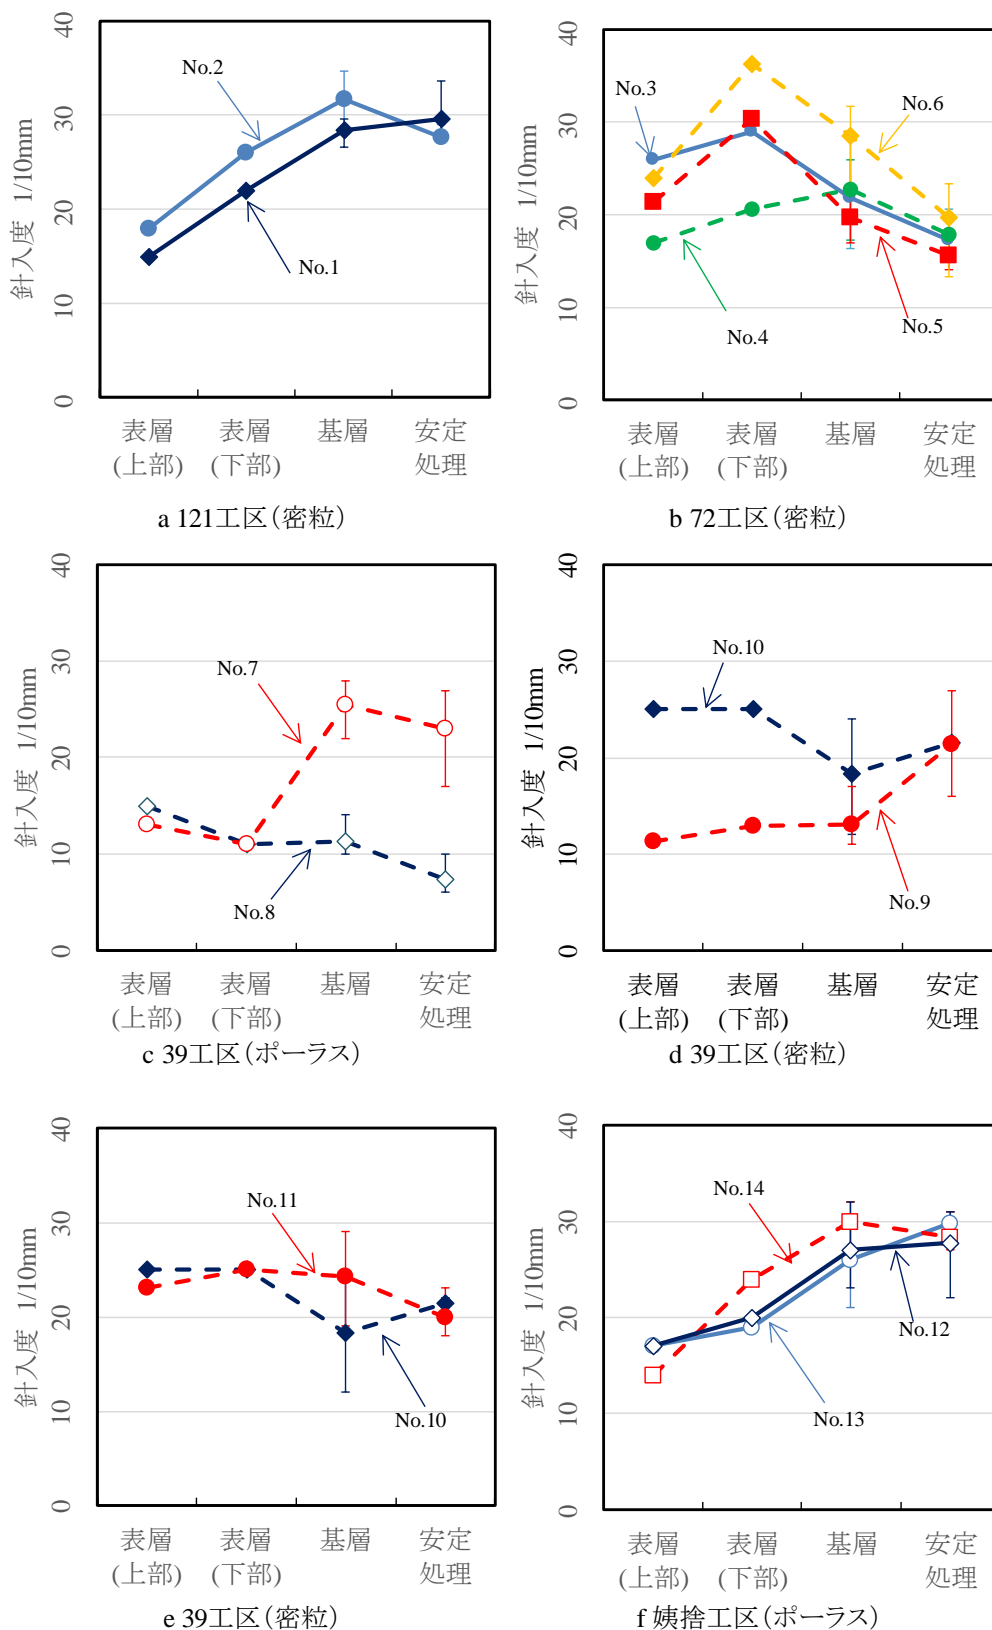 針入度 1/10mm
40
30
20
10
0
No.2
No.1
表層
(上部)
表層
(下部)
基層
安定
処理
a 121工区(密粒)
針入度 1/10mm
40
30
20
10
0
No.3
No.6
No.4
No.5
表層
(上部)
表層
(下部)
基層
安定
処理
b 72工区(密粒)
針入度 1/10mm
40
30
20
10
0
No.7
No.8
表層
(上部)
表層
(下部)
基層
安定
処理
c 39工区(ポーラス)
針入度 1/10mm
40
30
20
10
0
No.10
No.9
表層
(上部)
表層
(下部)
基層
安定
処理
d 39工区(密粒)
針入度 1/10mm
40
30
20
10
0
No.11
No.10
表層
(上部)
表層
(下部)
基層
安定
処理
e 39工区(密粒)
針入度 1/10mm
40
30
20
10
0
No.14
No.12
No.13
表層
(上部)
表層
(下部)
基層
安定
処理
f 姨捨工区(ポーラス)